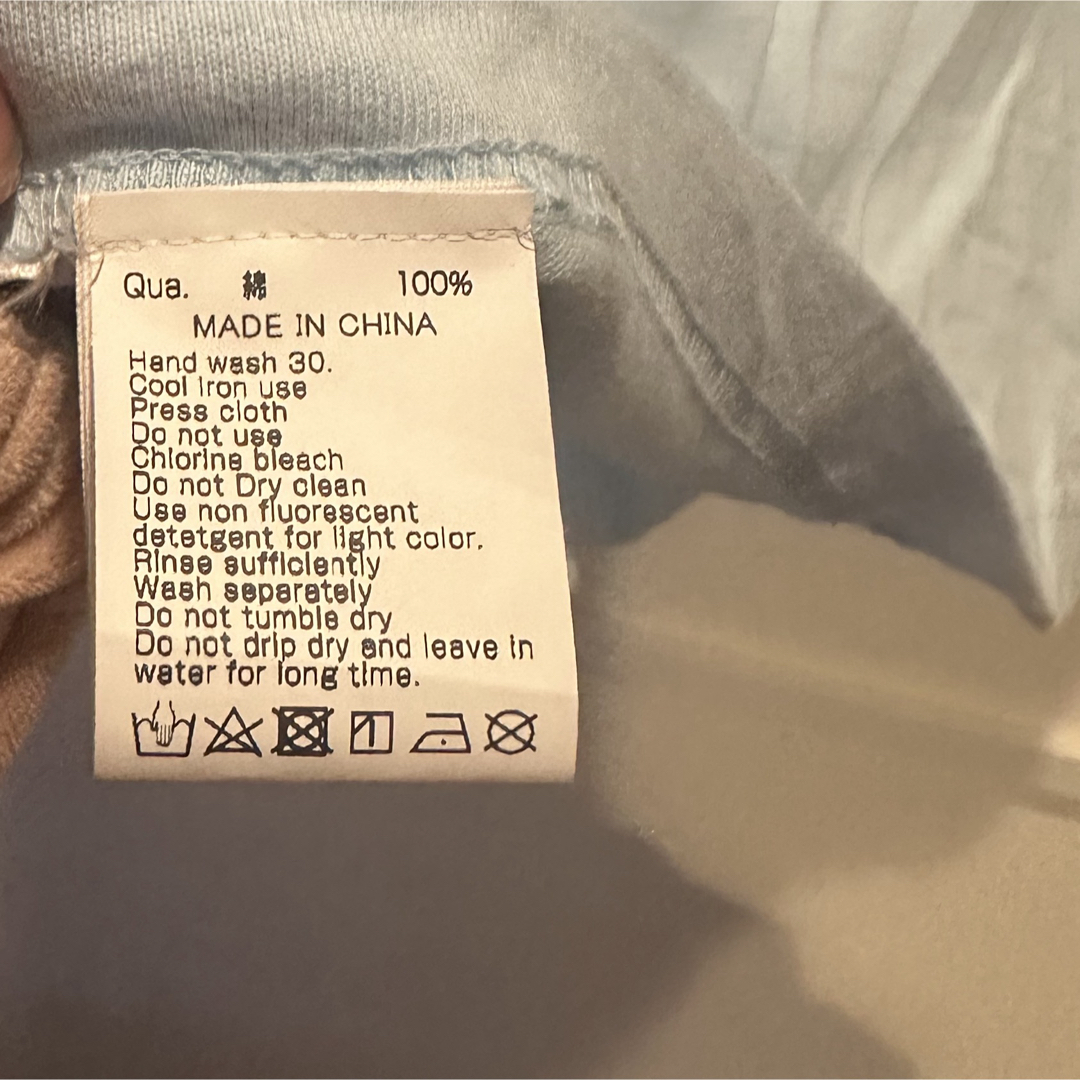 Qua. 綿 100%
MADE IN CHINA
Hand wash 30.
Cool Iron use
Press cloth
Do not use
Chlorine bleach
Do not Dry clean
Use non fluorescent
detetgent for light color.
Rinse sufficiently
Wash separately
Do not tumble dry
Do not drip dry and leave in
water for long time.